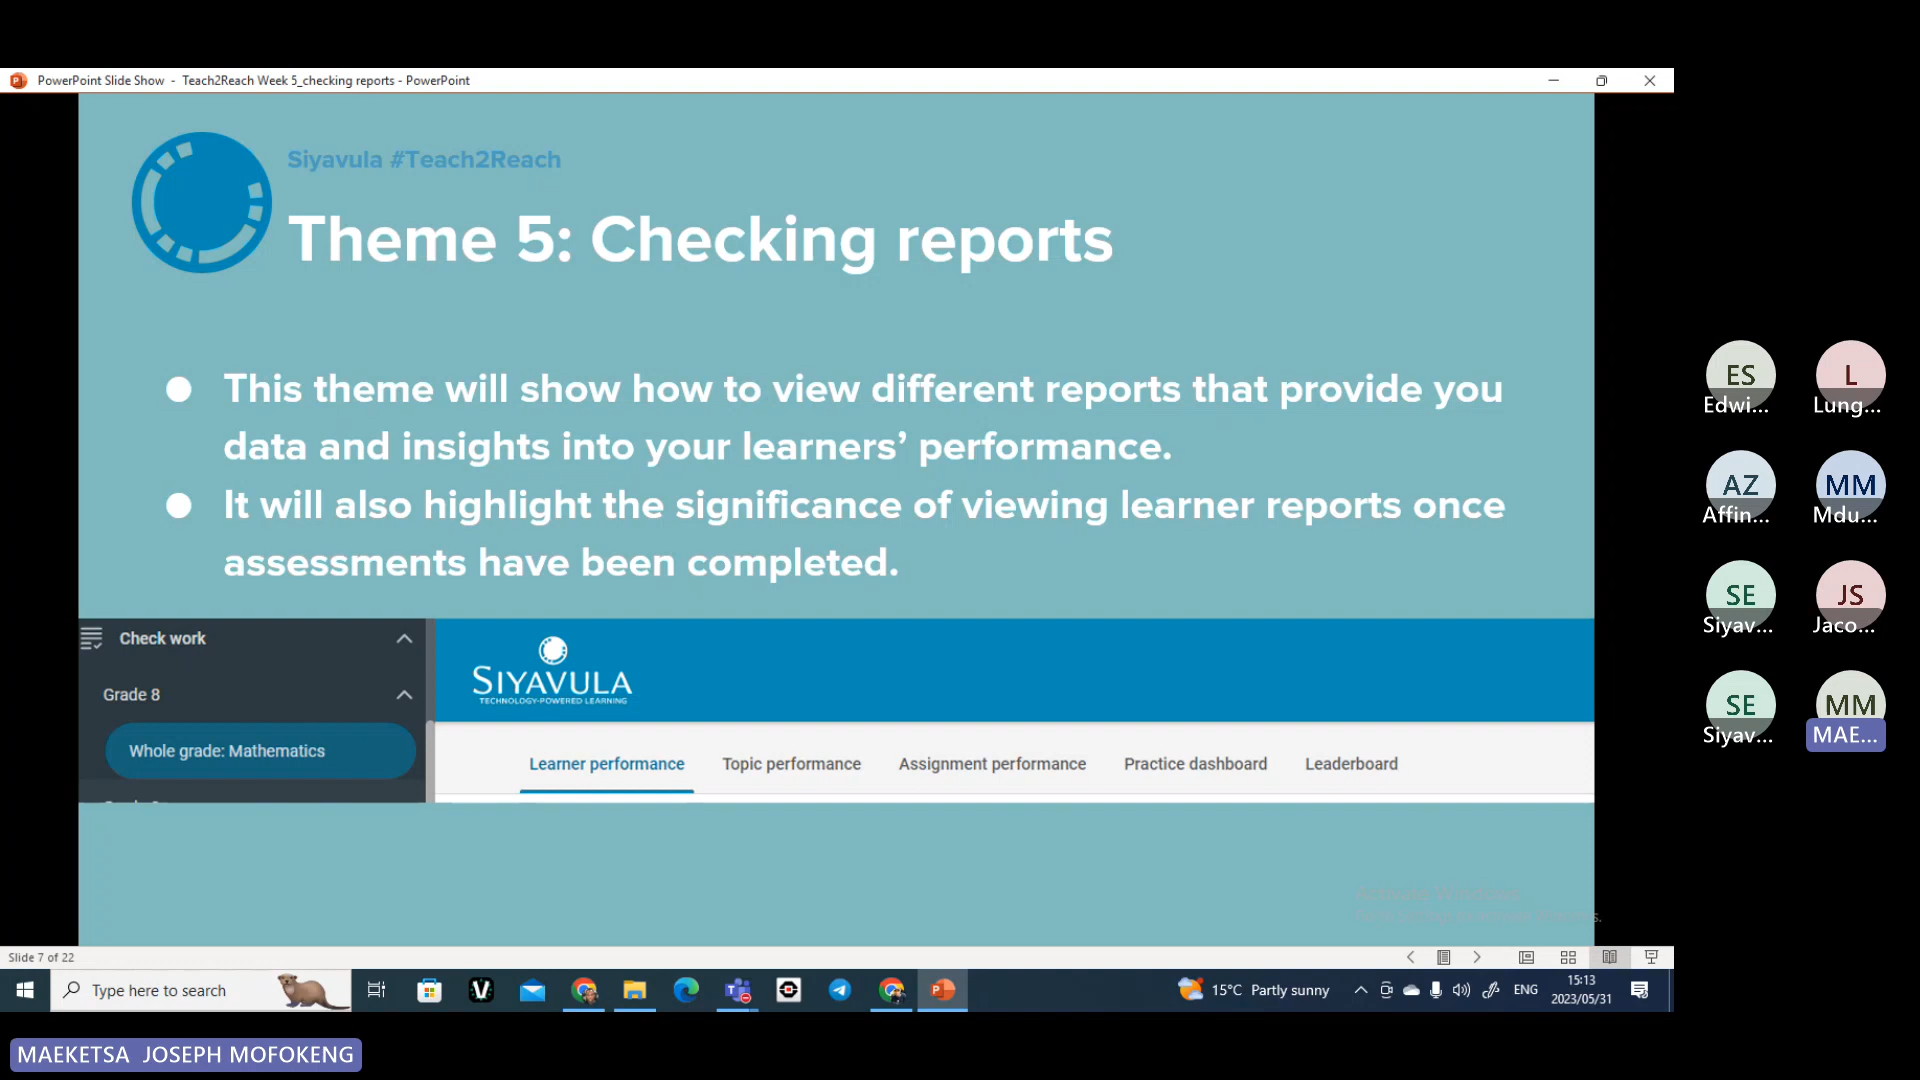 PowerPoint Slide Show - Teach2Reach Week 5_checking reports - PowerPoint
Siyavula #Teach2Reach
Theme 5: Checking reports
This theme will show how to view different reports that provide you
data and insights into your learners’ performance.
It will also highlight the significance of viewing learner reports once
assessments have been completed.
Check work
Grade 8
Whole grade: Mathematics
SIYAVULA
TECHNOLOGY-POWERED LEARNING
Learner performance Topic performance Assignment performance Practice dashboard Leaderboard
ES
Edwi...
L
Lung...
AZ
Affin...
MM
Mdu...
SE
Siyav...
JS
Jaco...
SE
Siyav...
MM
MAE...
Slide 7 of 22
Type here to search
15°C Partly sunny
ENG
15:13
2023/05/31
MAEKETSA JOSEPH MOFOKENG